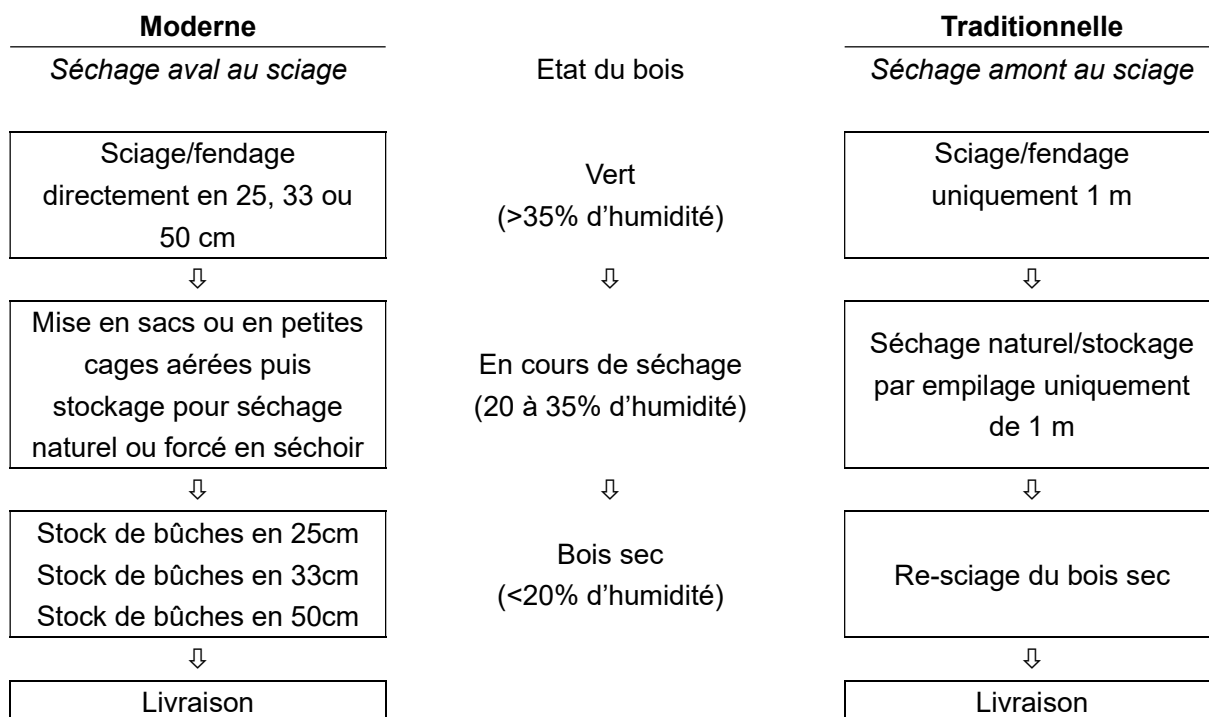 Moderne
Séchage aval au sciage
Etat du bois
Traditionnelle
Séchage amont au sciage
Sciage/fendage
directement en 25, 33 ou
50 cm
Vert
(>35% d’humidité)
Sciage/fendage
uniquement 1 m
⇩
⇩
⇩
Mise en sacs ou en petites
cages aérées puis
stockage pour séchage
naturel ou forcé en séchoir
En cours de séchage
(20 à 35% d’humidité)
Séchage naturel/stockage
par empilage uniquement
de 1 m
⇩
⇩
⇩
Stock de bûches en 25cm
Stock de bûches en 33cm
Stock de bûches en 50cm
Bois sec
(<20% d’humidité)
Re-sciage du bois sec
⇩
⇩
Livraison
Livraison